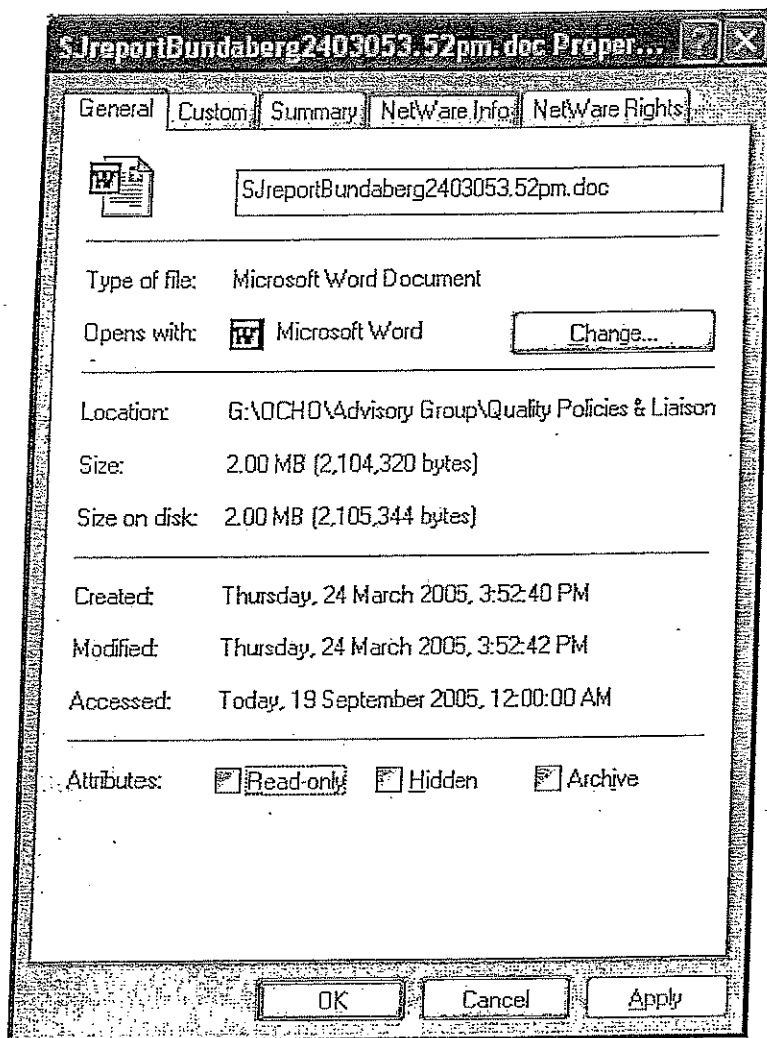 SJreportBundaberg2403053.52pm.doc Proper... ? X
General Custom Summary NetWare Info NetWare Rights
W SJreportBundaberg2403053.52pm.doc
Type of file: Microsoft Word Document
Opens with: W Microsoft Word Change...
Location: G:\OCHO\Advisory Group\Quality Policies & Liaison
Size: 2.00 MB (2,104,320 bytes)
Size on disk: 2.00 MB (2,105,344 bytes)
Created: Thursday, 24 March 2005, 3:52:40 PM
Modified: Thursday, 24 March 2005, 3:52:42 PM
Accessed: Today, 19 September 2005, 12:00:00 AM
Attributes: Read-only Hidden Archive
OK Cancel Apply